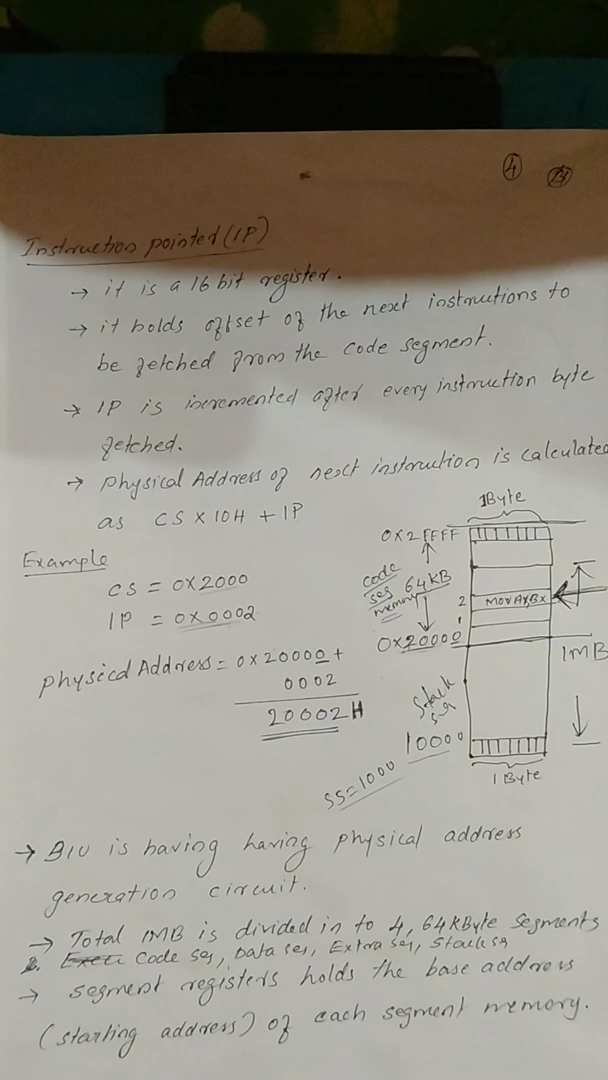 4
Instruction pointed (IP)
→ it is a 16 bit register.
→ it holds offset of the next instructions to
be fetched from the code segment.
→ IP is incremented after every instruction byte
fetched.
→ Physical Address of next instruction is calculated
as CS X 10H + IP
Example
CS = 0X2000
IP = 0X0002
Physical Address = 0X20000 +
0002
20002H
1Byte
0X2FFFF
code
seg
memory
64KB
2
MOV AX,BX
1
0X20000
1MB
Stack
seg
10000
SS=1000
1Byte
→ BIU is having having physical address
generation circuit.
→ Total 1MB is divided in to 4, 64KByte segments
Code seg, Data seg, Extra seg, Stack sg
→ segment registers holds the base address
(starting address) of each segment memory.